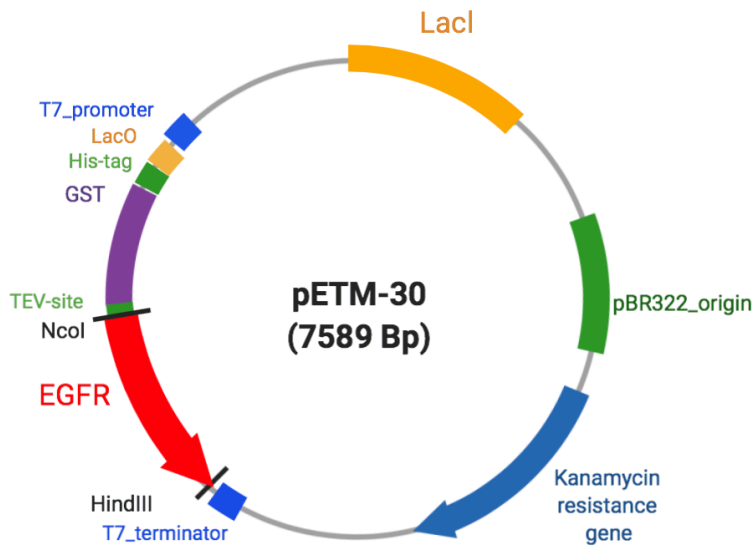 LacI
T7_promoter
LacO
His-tag
GST
TEV-site
NcoI
EGFR
HindIII
T7_terminator
pETM-30
(7589 Bp)
pBR322_origin
Kanamycin
resistance
gene